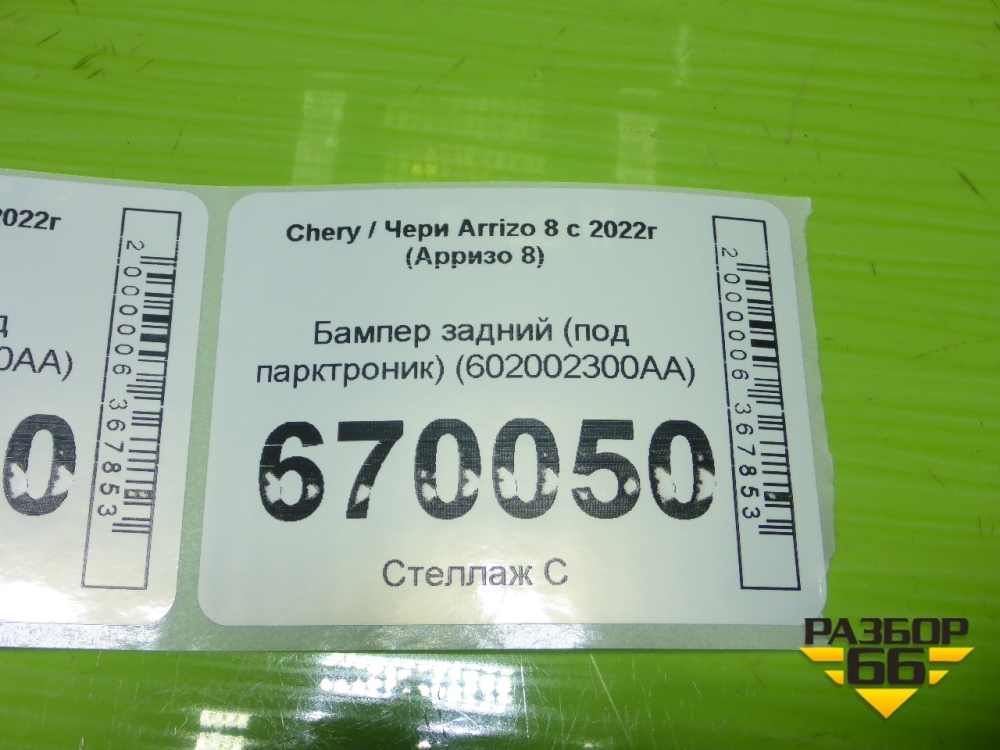 2022г
0AA)
0
2000006367853
Chery / Чери Arrizo 8 с 2022г
(Арризо 8)
Бампер задний (под
парктроник) (602002300AA)
670050
Стеллаж С
2000006367853
РАЗБОР
66